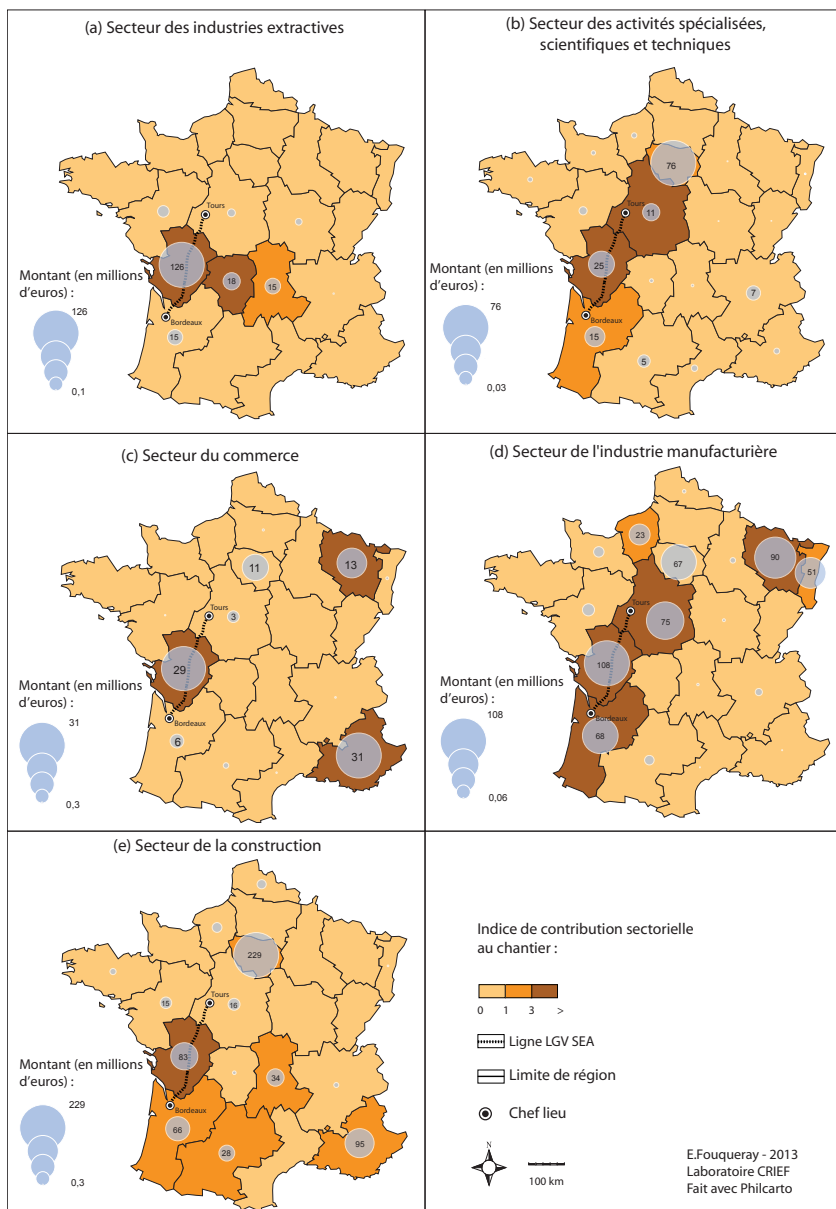 (a) Secteur des industries extractives
Tours
126
18
15
Bordeaux
15
Montant (en millions
d'euros) :
126
0,1
(b) Secteur des activités spécialisées,
scientifiques et techniques
76
Tours
11
25
7
Bordeaux
15
5
Montant (en millions
d'euros) :
76
0,03
(c) Secteur du commerce
11
13
Tours
3
29
Bordeaux
6
31
Montant (en millions
d'euros) :
31
0,3
(d) Secteur de l'industrie manufacturière
23
67
90
51
Tours
75
108
Bordeaux
68
Montant (en millions
d'euros) :
108
0,06
(e) Secteur de la construction
229
Tours
15
16
83
34
Bordeaux
66
28
95
Montant (en millions
d'euros) :
229
0,3
Indice de contribution sectorielle
au chantier :
0 1 3 >
Ligne LGV SEA
Limite de région
Chef lieu
N
100 km
E.Fouqueray - 2013
Laboratoire CRIEF
Fait avec Philcarto